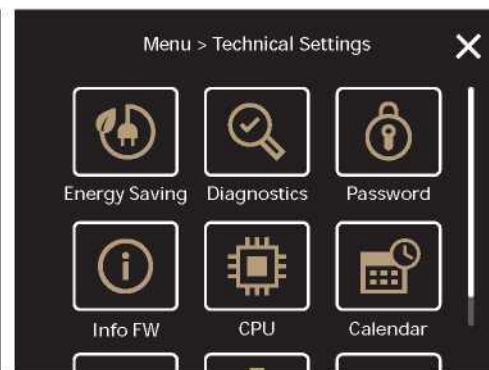 Menu > Technical Settings
Energy Saving Diagnostics Password
Info FW CPU Calendar